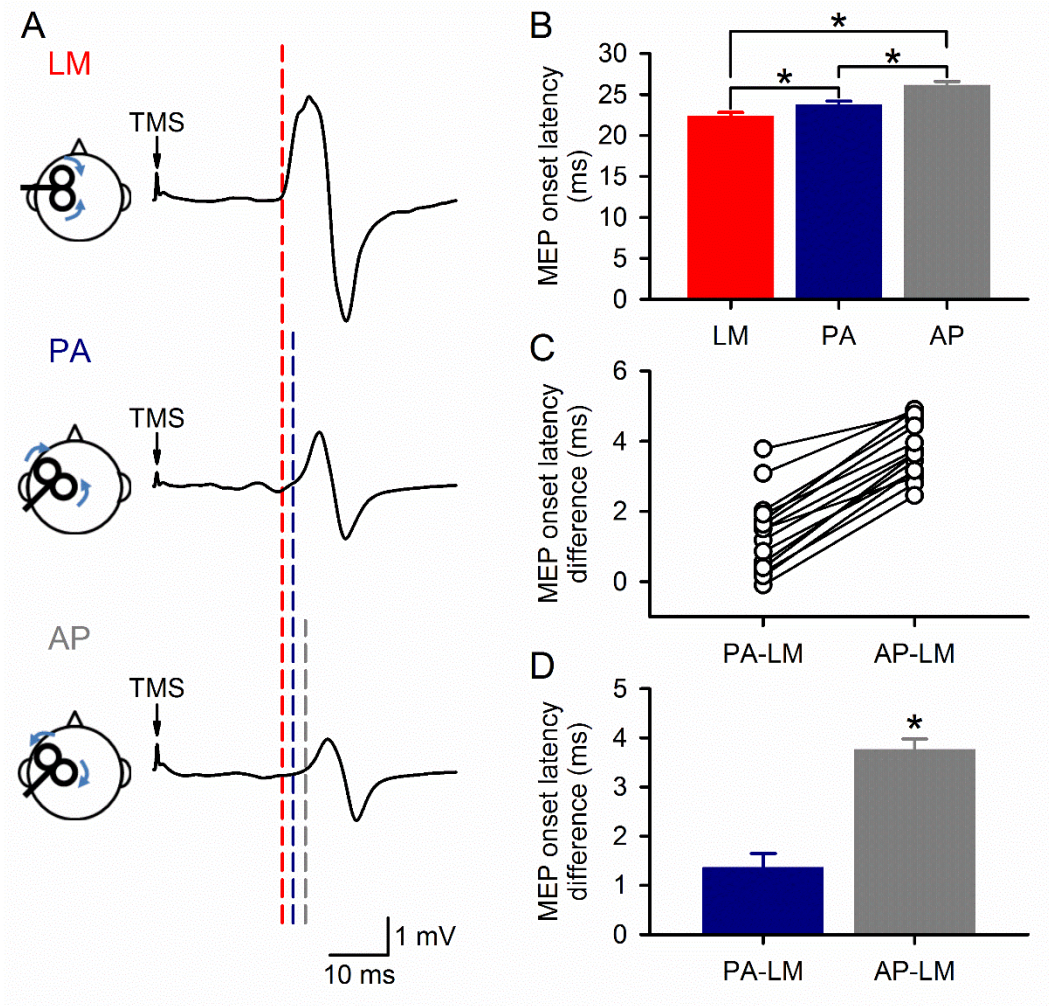 A
LM
TMS
PA
TMS
AP
TMS
1 mV
10 ms
B
MEP onset latency
(ms)
30
25
20
15
10
5
0
*
*
*
LM PA AP
C
MEP onset latency
difference (ms)
6
4
2
0
PA-LM AP-LM
D
MEP onset latency
difference (ms)
5
4
3
2
1
0
*
PA-LM AP-LM